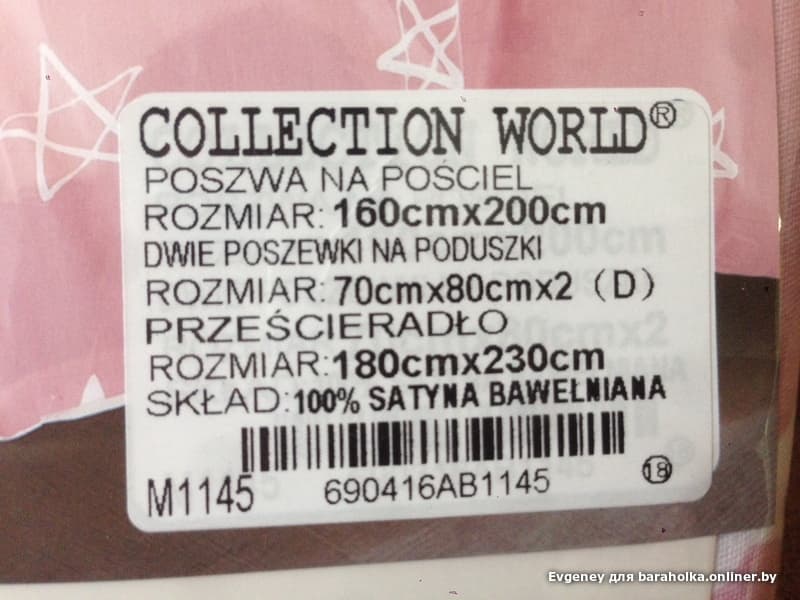 COLLECTION WORLD®
POSZWA NA POŚCIEL
ROZMIAR: 160cmx200cm
DWIE POSZEWKI NA PODUSZKI
ROZMIAR: 70cmx80cmx2 (D)
PRZEŚCIERADŁO
ROZMIAR:180cmx230cm
SKŁAD:100% SATYNA BAWEŁNIANA
M1145 690416AB1145 18
Evgeney для baraholka.onliner.by